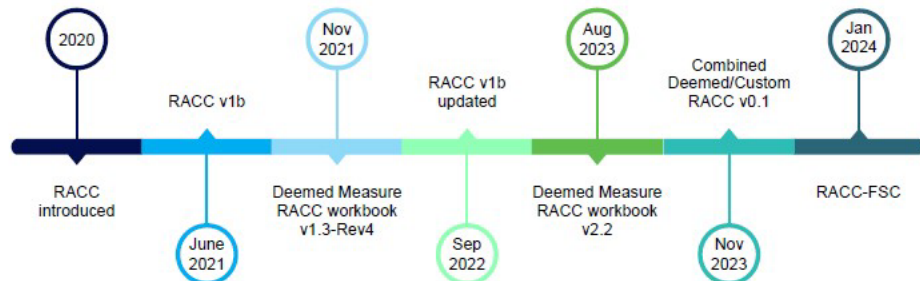 2020
Nov
2021
Aug
2023
Jan
2024
RACC v1b
RACC v1b
updated
Combined
Deemed/Custom
RACC v0.1
RACC
introduced
Deemed Measure
RACC workbook
v1.3-Rev4
Deemed Measure
RACC workbook
v2.2
RACC-FSC
June
2021
Sep
2022
Nov
2023